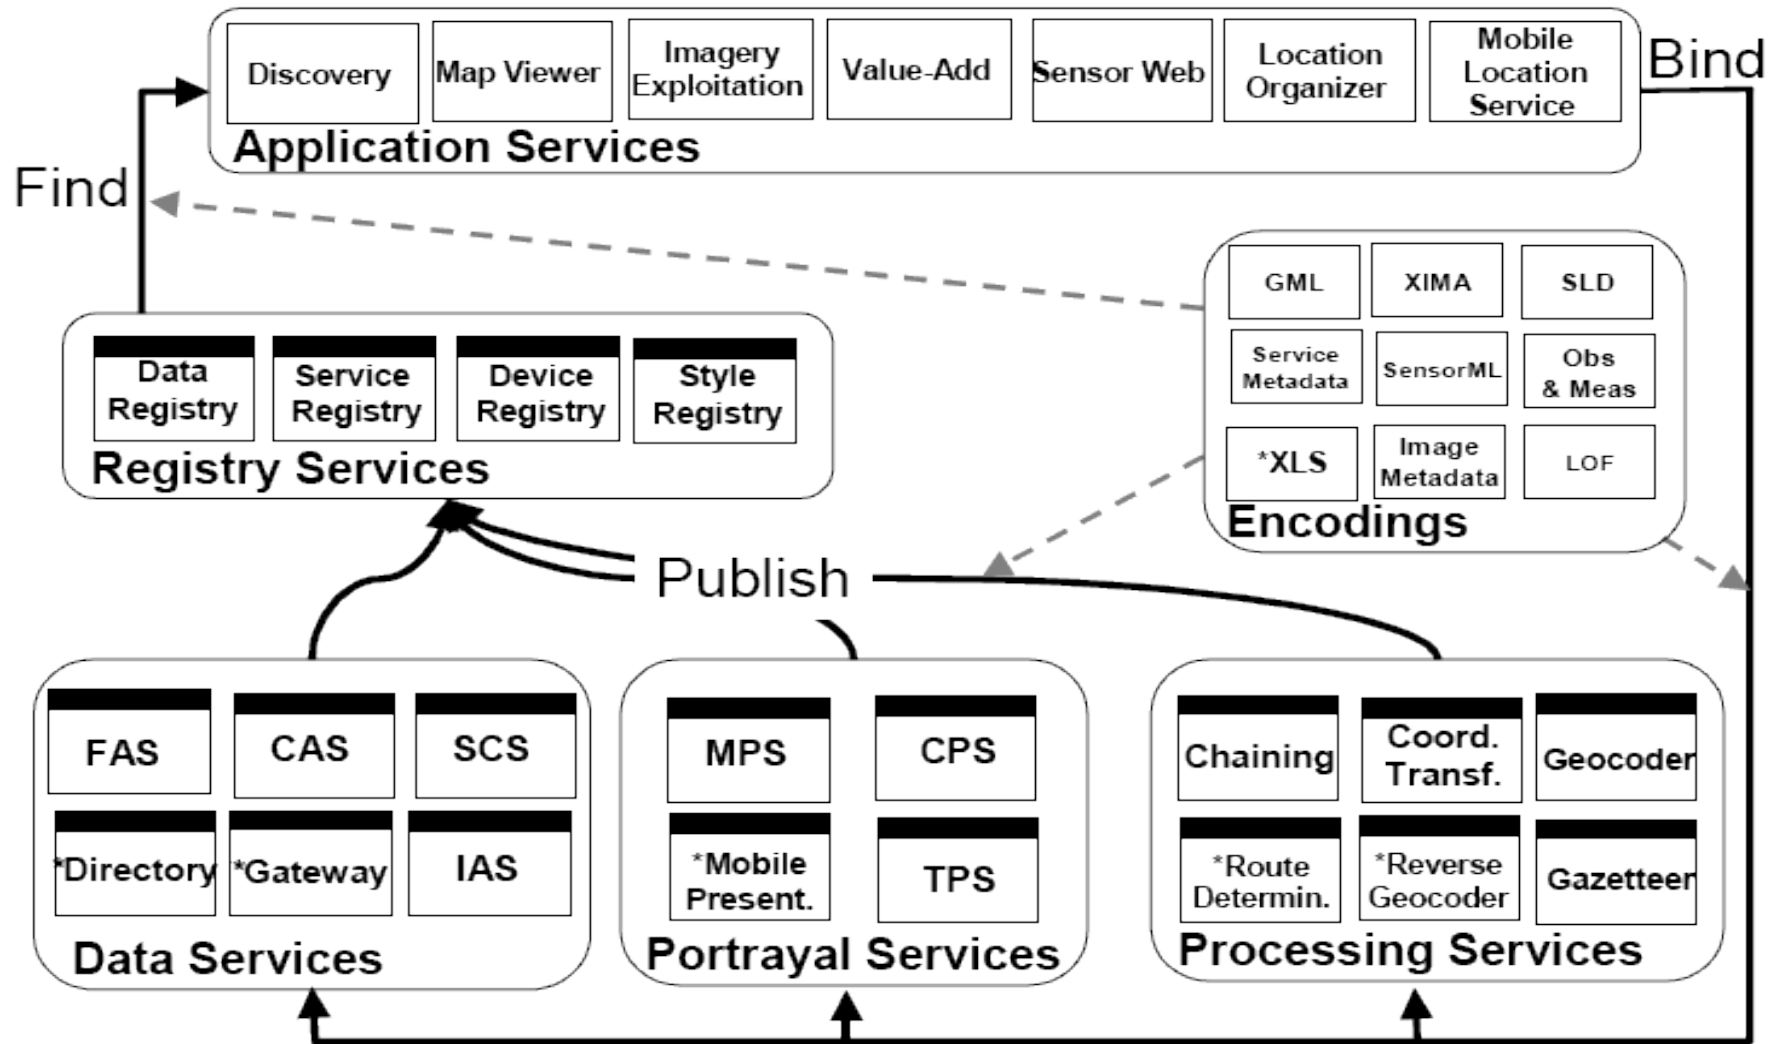 Discovery
Map Viewer
Imagery
Exploitation
Value-Add
Sensor Web
Location
Organizer
Mobile
Location
Service
Bind
Application Services
Find
GML
XIMA
SLD
Service
Metadata
SensorML
Obs
& Meas
*XLS
Image
Metadata
LOF
Encodings
Data
Registry
Service
Registry
Device
Registry
Style
Registry
Registry Services
Publish
FAS
CAS
SCS
*Directory
*Gateway
IAS
Data Services
MPS
CPS
*Mobile
Present.
TPS
Portrayal Services
Chaining
Coord.
Transf.
Geocoder
*Route
Determin.
*Reverse
Geocoder
Gazetteer
Processing Services